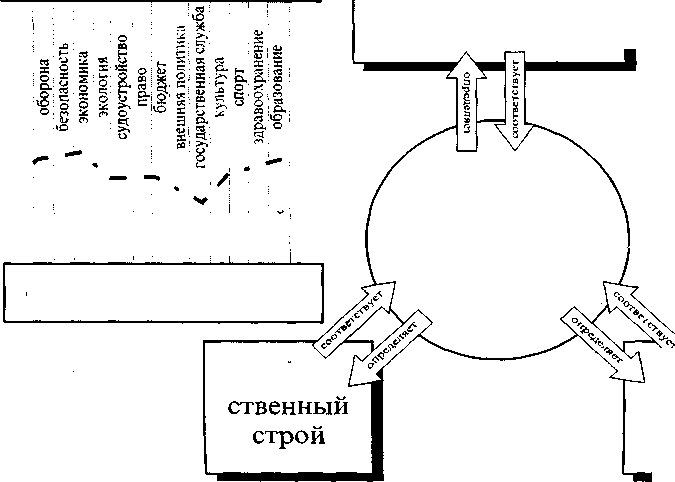 оборона
безопасность
экономика
экология
судоустройство
право
бюджет
внешняя политика
государственная служба
культура
спорт
здравоохранение
образование
определяет
соответствует
соответствует
определяет
соответствует
определяет
ственный
строй